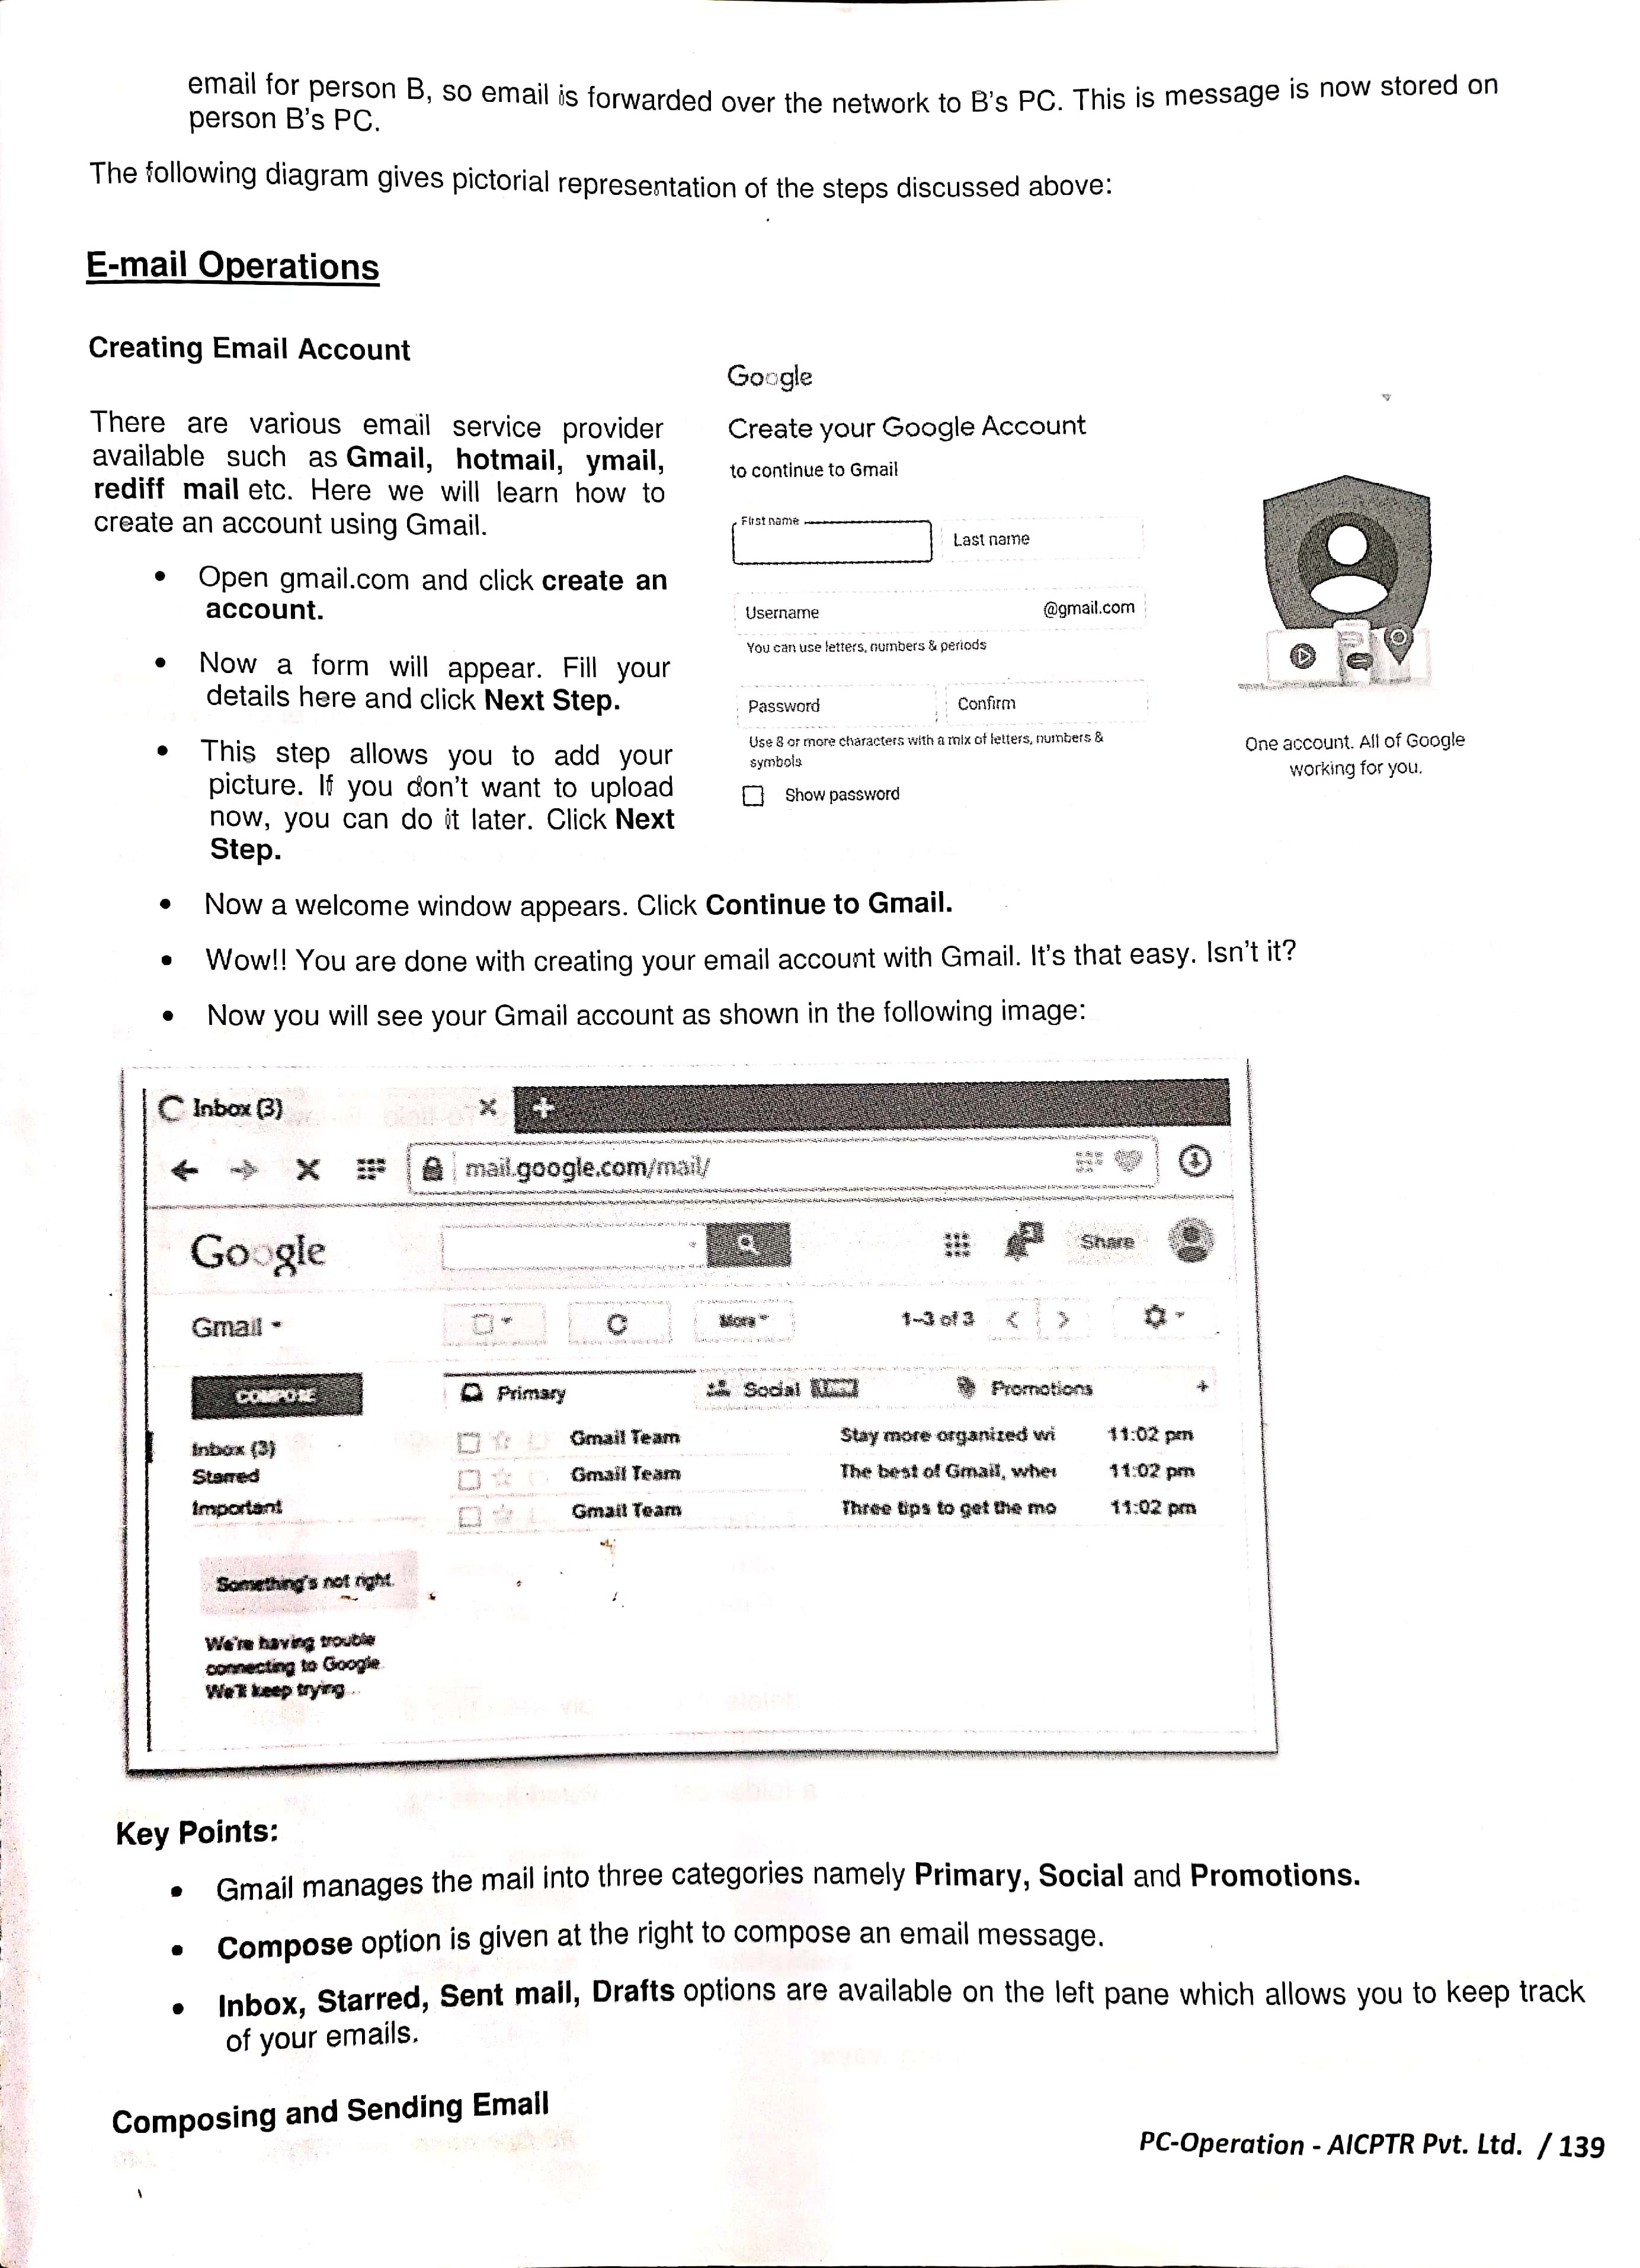 email for person B, so email is forwarded over the network to B's PC. This is message is now stored on
person B's PC.
The following diagram gives pictorial representation of the steps discussed above:
E-mail Operations
Creating Email Account
There are various email service provider
available such as Gmail, hotmail, ymail,
rediff mail etc. Here we will learn how to
create an account using Gmail.
• Open gmail.com and click create an
account.
• Now a form will appear. Fill your
details here and click Next Step.
• This step allows you to add your
picture. If you don't want to upload
now, you can do it later. Click Next
Step.
Google
Create your Google Account
to continue to Gmail
First name
Last name
Username
@gmail.com
You can use letters, numbers & periods
Password
Confirm
Use 8 or more characters with a mix of letters, numbers &
symbols
Show password
One account. All of Google
working for you.
• Now a welcome window appears. Click Continue to Gmail.
• Wow!! You are done with creating your email account with Gmail. It's that easy. Isn't it?
• Now you will see your Gmail account as shown in the following image:
Inbox (3)
mail.google.com/mail/
Google
Share
Gmail
More
1-3 of 3
COMPOSE
Primary
Social
Promotions
+
Inbox (3)
Starred
Important
Gmail Team Stay more organized wi 11:02 pm
Gmail Team The best of Gmail, wher 11:02 pm
Gmail Team Three tips to get the mo 11:02 pm
Something's not right.
We're having trouble
connecting to Google
We'll keep trying...
Key Points:
• Gmail manages the mail into three categories namely Primary, Social and Promotions.
• Compose option is given at the right to compose an email message.
• Inbox, Starred, Sent mail, Drafts options are available on the left pane which allows you to keep track
of your emails.
Composing and Sending Email
PC-Operation - AICPTR Pvt. Ltd. / 139